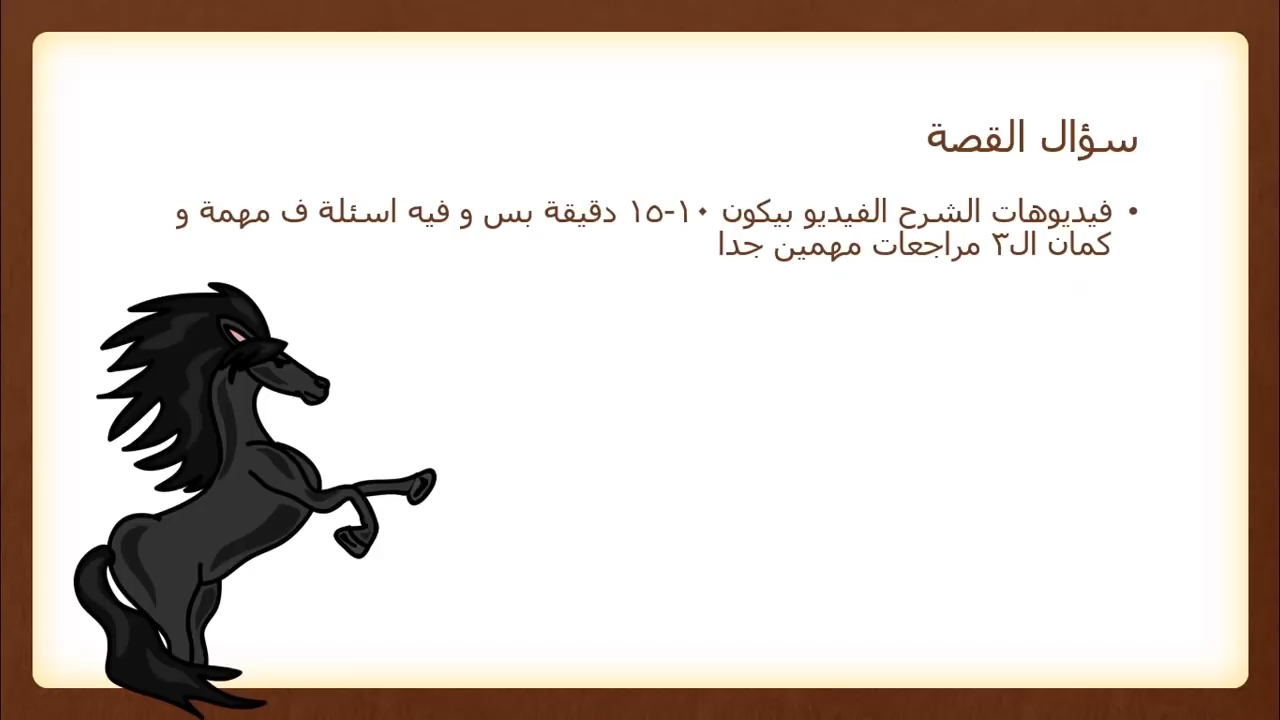 سؤال القصة
• فيديوهات الشرح الفيديو بيكون ١٠-١٥ دقيقة بس و فيه اسئلة ف مهمة و
كمان ال٣ مراجعات مهمين جدا